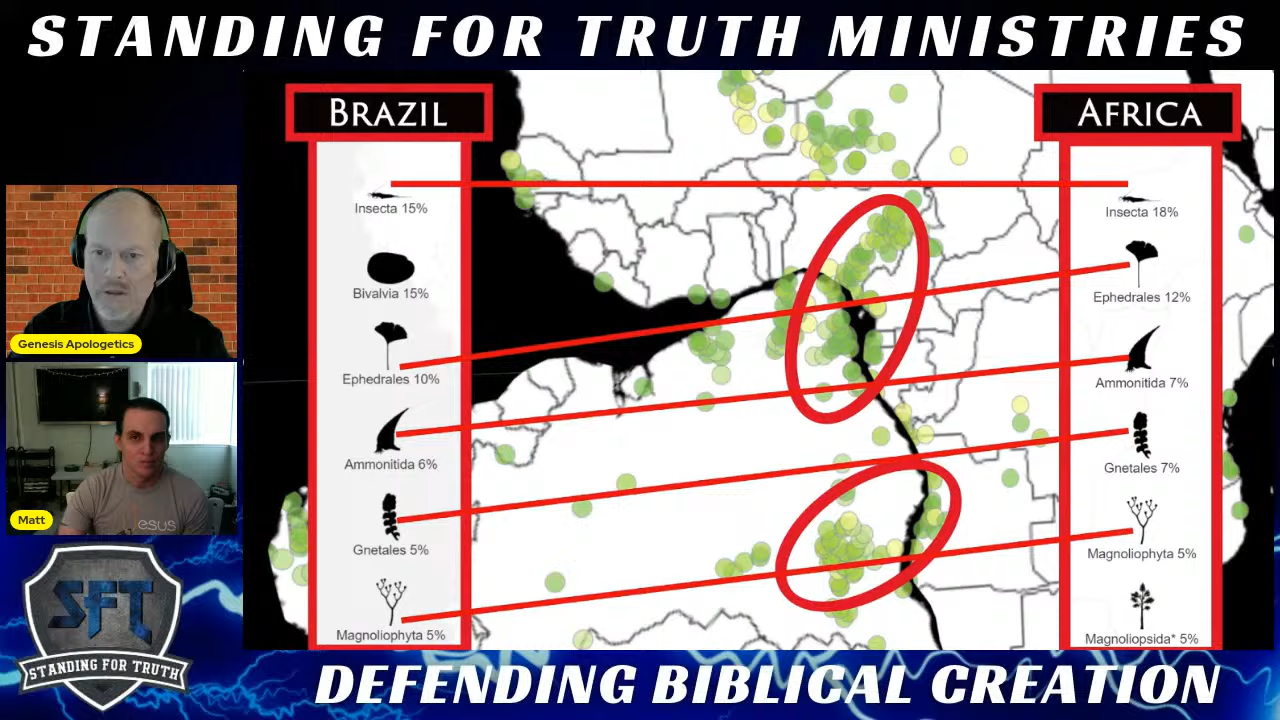 STANDING FOR TRUTH MINISTRIES
BRAZIL
Insecta 15%
Bivalvia 15%
Ephedrales 10%
Ammonitida 6%
Gnetales 5%
Magnoliophyta 5%
AFRICA
Insecta 18%
Ephedrales 12%
Ammonitida 7%
Gnetales 7%
Magnoliophyta 5%
Magnoliopsida* 5%
Genesis Apologetics
esus
Matt
SFT
STANDING FOR TRUTH
DEFENDING BIBLICAL CREATION